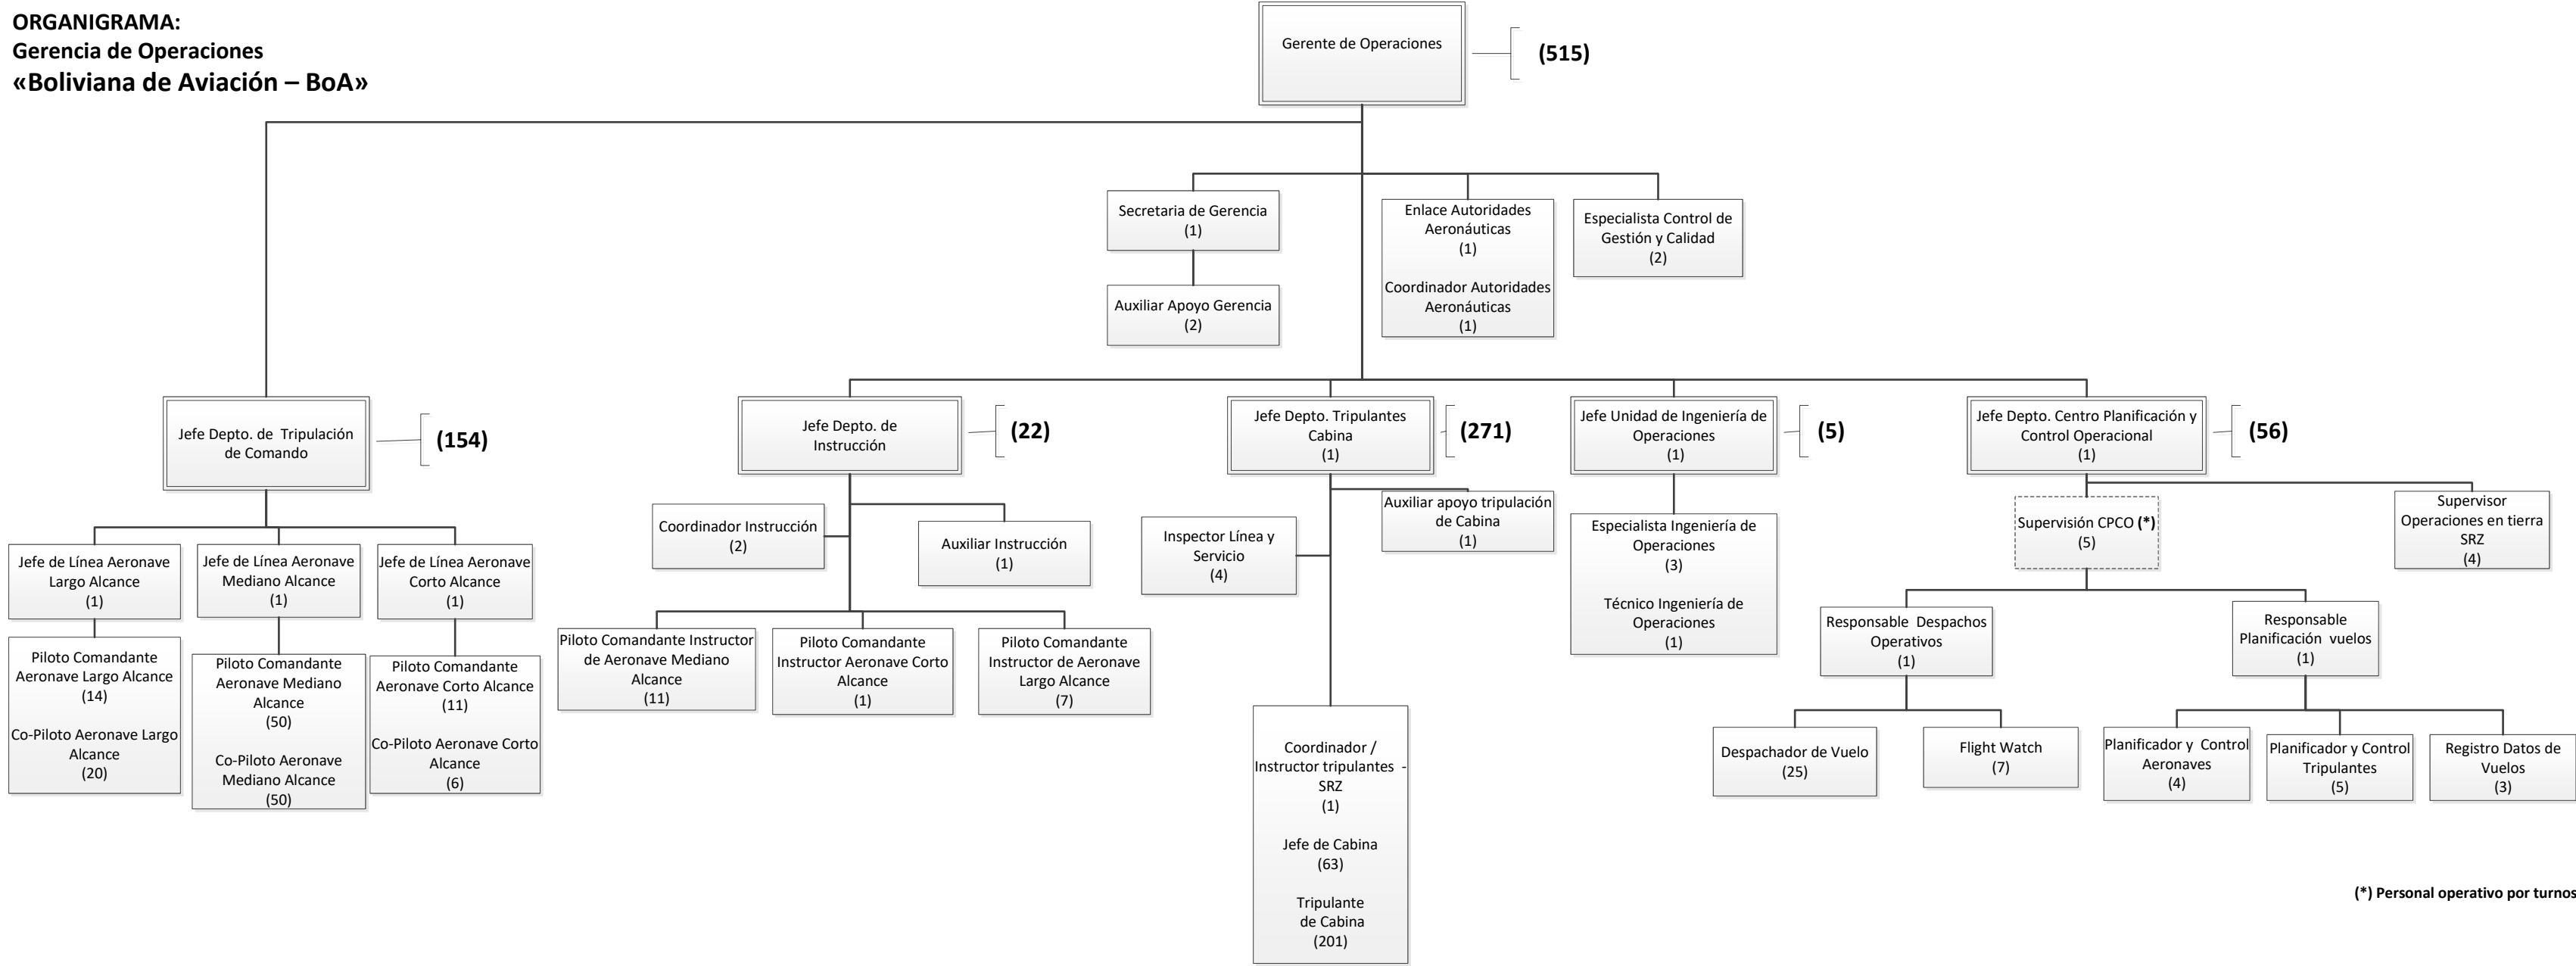 ORGANIGRAMA:
Gerencia de Operaciones
«Boliviana de Aviación – BoA»
Gerente de Operaciones
(515)
Secretaria de Gerencia
(1)
Auxiliar Apoyo Gerencia
(2)
Enlace Autoridades
Aeronáuticas
(1)
Coordinador Autoridades
Aeronáuticas
(1)
Especialista Control de
Gestión y Calidad
(2)
Jefe Depto. de Tripulación
de Comando
(154)
Jefe de Línea Aeronave
Largo Alcance
(1)
Piloto Comandante
Aeronave Largo Alcance
(14)
Co-Piloto Aeronave Largo
Alcance
(20)
Jefe de Línea Aeronave
Mediano Alcance
(1)
Piloto Comandante
Aeronave Mediano
Alcance
(50)
Co-Piloto Aeronave
Mediano Alcance
(50)
Jefe de Línea Aeronave
Corto Alcance
(1)
Piloto Comandante
Aeronave Corto Alcance
(11)
Co-Piloto Aeronave Corto
Alcance
(6)
Jefe Depto. de
Instrucción
(22)
Coordinador Instrucción
(2)
Auxiliar Instrucción
(1)
Piloto Comandante Instructor
de Aeronave Mediano
Alcance
(11)
Piloto Comandante
Instructor Aeronave Corto
Alcance
(1)
Piloto Comandante
Instructor de Aeronave
Largo Alcance
(7)
Jefe Depto. Tripulantes
Cabina
(1)
(271)
Auxiliar apoyo tripulación
de Cabina
(1)
Inspector Línea y
Servicio
(4)
Coordinador /
Instructor tripulantes -
SRZ
(1)
Jefe de Cabina
(63)
Tripulante
de Cabina
(201)
Jefe Unidad de Ingeniería de
Operaciones
(1)
(5)
Especialista Ingeniería de
Operaciones
(3)
Técnico Ingeniería de
Operaciones
(1)
Jefe Depto. Centro Planificación y
Control Operacional
(1)
(56)
Supervisión CPCO (*)
(5)
Supervisor
Operaciones en tierra
SRZ
(4)
Responsable Despachos
Operativos
(1)
Responsable
Planificación vuelos
(1)
Despachador de Vuelo
(25)
Flight Watch
(7)
Planificador y Control
Aeronaves
(4)
Planificador y Control
Tripulantes
(5)
Registro Datos de
Vuelos
(3)
(*) Personal operativo por turnos